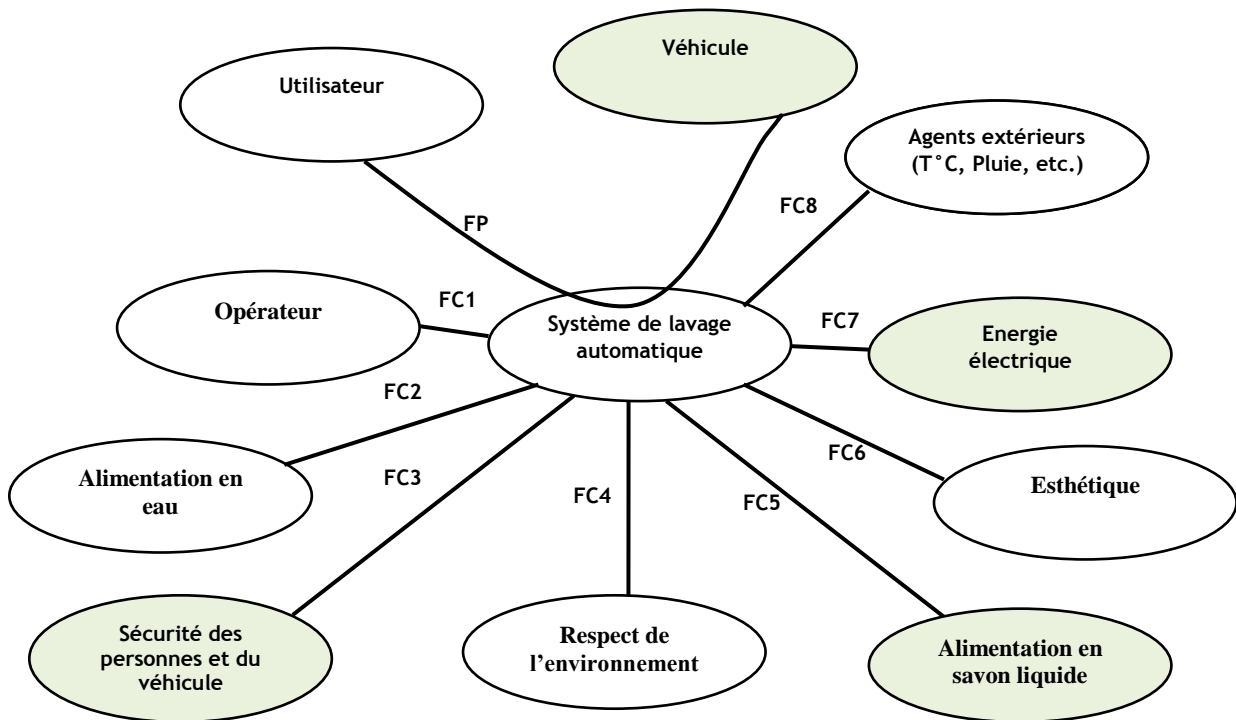 Véhicule
Utilisateur
Agents extérieurs
(T°C, Pluie, etc.)
FC8
FP
Opérateur
FC1
Système de lavage
automatique
FC7
Energie
électrique
FC2
Alimentation en
eau
FC3
FC4
FC5
FC6
Esthétique
Sécurité des
personnes et du
véhicule
Respect de
l’environnement
Alimentation en
savon liquide